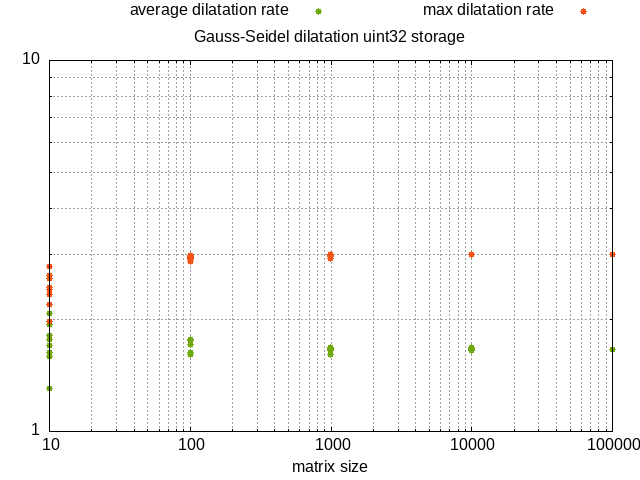 average dilatation rate
max dilatation rate
Gauss-Seidel dilatation uint32 storage
10
1
10 100 1000 10000 100000
matrix size